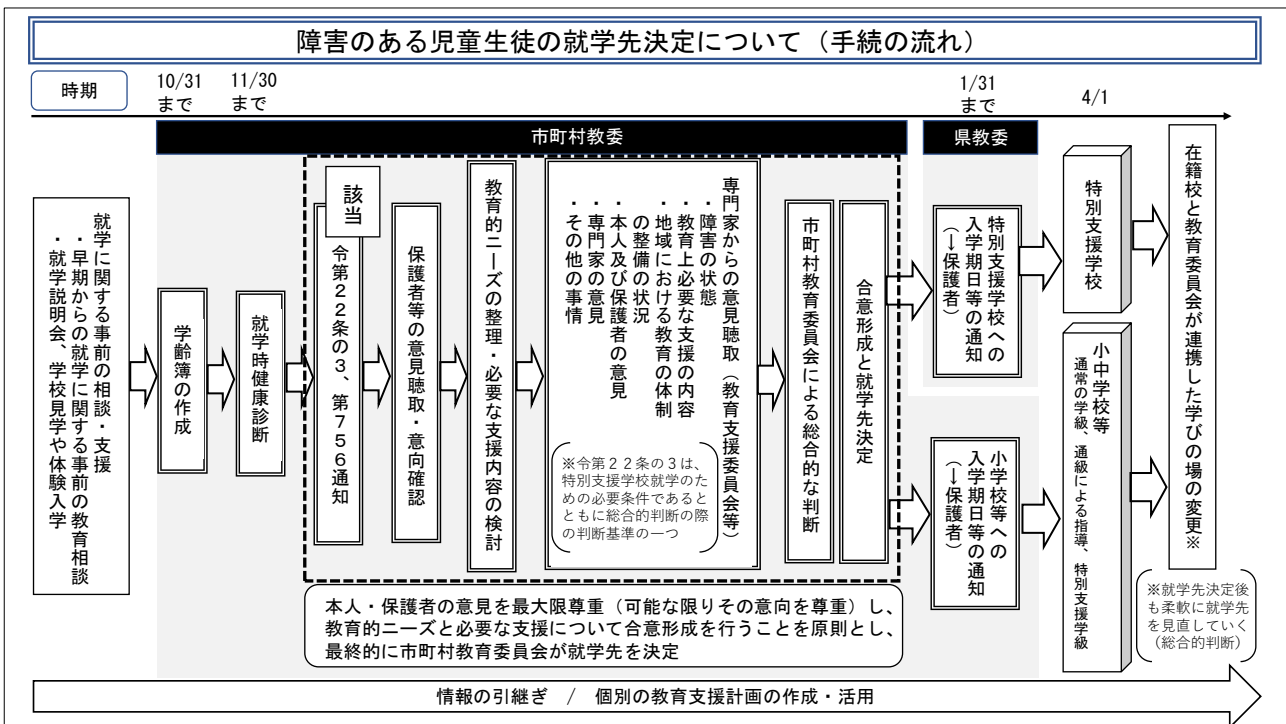 障害のある児童生徒の就学先決定について（手続の流れ）
時期
10/31
まで
11/30
まで
1/31
まで
4/1
市町村教委
県教委
就学に関する事前の相談・支援
・早期からの就学に関する事前の教育相談
・就学説明会、学校見学や体験入学
学齢簿の作成
就学時健康診断
該当
令第２２条の３、第７５６通知
保護者等の意見聴取・意向確認
教育的ニーズの整理・必要な支援内容の検討
専門家からの意見聴取（教育支援委員会等）
・障害の状態
・教育上必要な支援の内容
・地域における教育の体制
の整備の状況
・本人及び保護者の意見
・専門家の意見
・その他の事情
※令第２２条の３は、
特別支援学校就学のた
めの必要条件であると
ともに総合的判断の際
の判断基準の一つ
市町村教育委員会による総合的な判断
合意形成と就学先決定
特別支援学校への
入学期日等の通知
（→保護者）
小学校等への
入学期日等の通知
（→保護者）
特別支援学校
小中学校等
通常の学級、通級による指導、特別支援学級
在籍校と教育委員会が連携した学びの場の変更※
※就学先決定後
も柔軟に就学先
を見直していく
（総合的判断）
本人・保護者の意見を最大限尊重（可能な限りその意向を尊重）し、
教育的ニーズと必要な支援について合意形成を行うことを原則とし、
最終的に市町村教育委員会が就学先を決定
情報の引継ぎ / 個別の教育支援計画の作成・活用